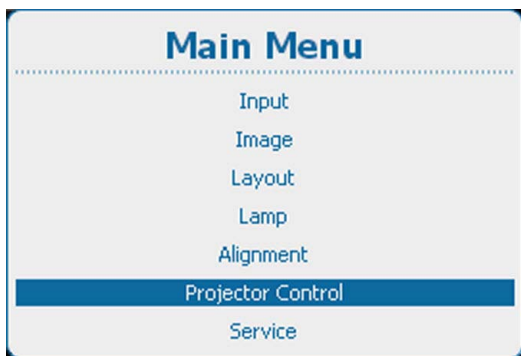 Main Menu
Input
Image
Layout
Lamp
Alignment
Projector Control
Service